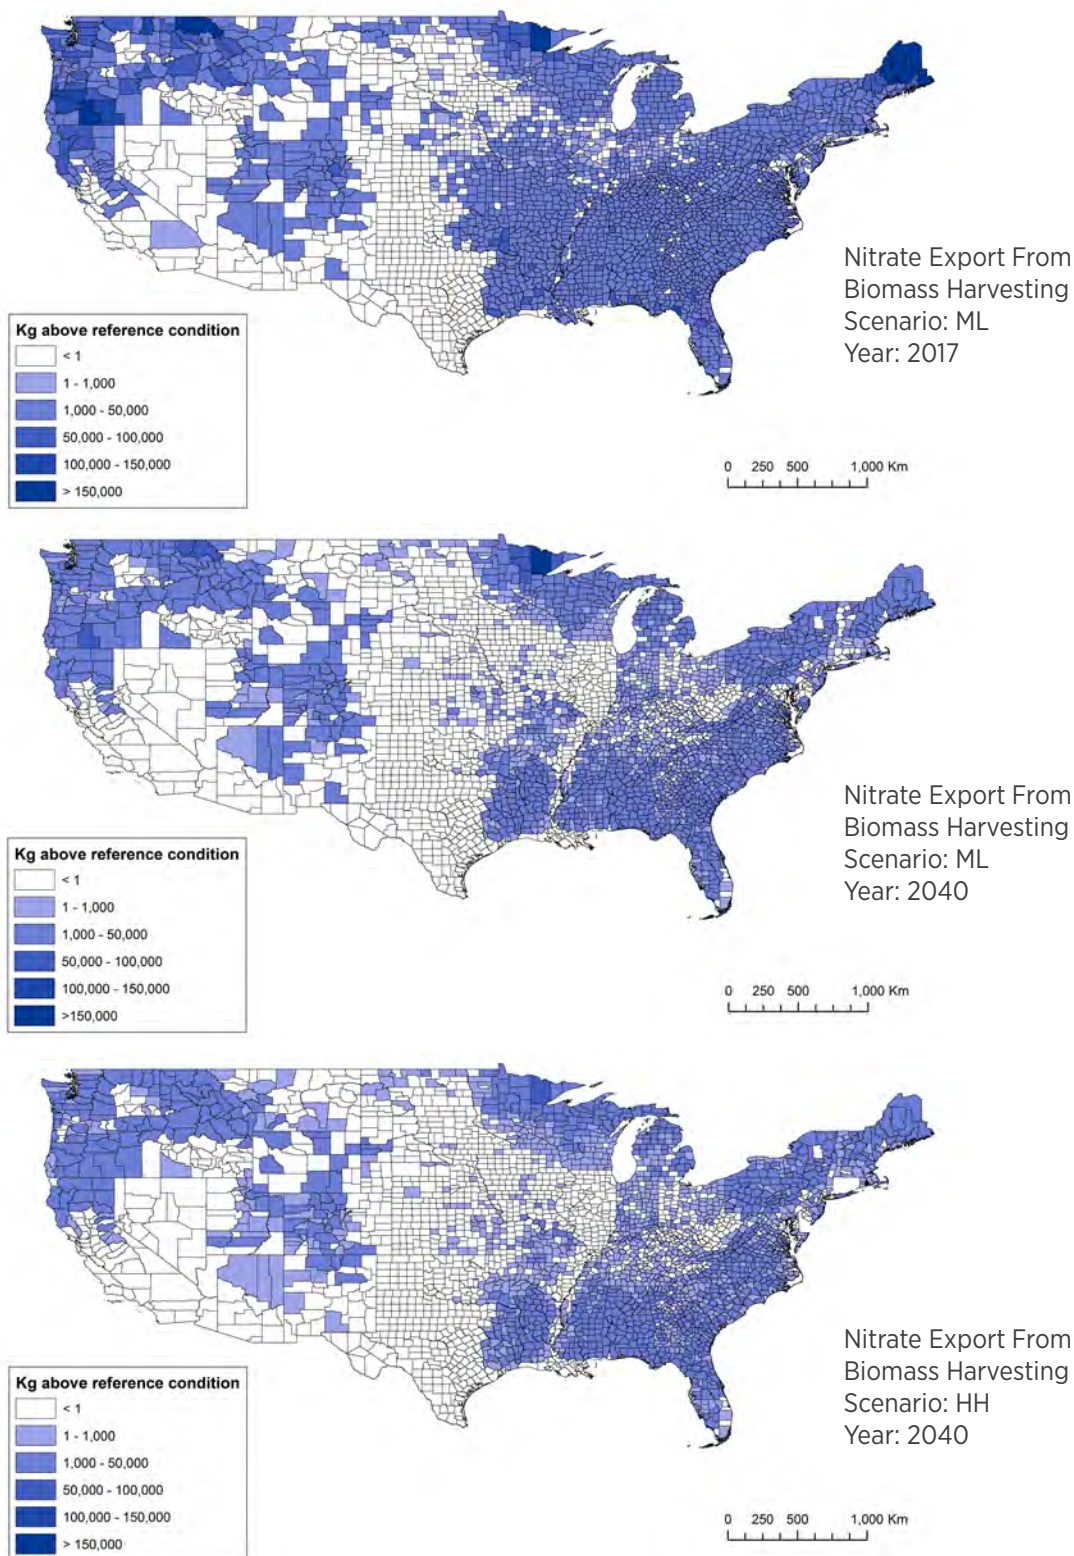 Nitrate Export From
Biomass Harvesting
Scenario: ML
Year: 2017
Kg above reference condition
< 1
1 - 1,000
1,000 - 50,000
50,000 - 100,000
100,000 - 150,000
> 150,000
0 250 500 1,000 Km
Nitrate Export From
Biomass Harvesting
Scenario: ML
Year: 2040
Kg above reference condition
< 1
1 - 1,000
1,000 - 50,000
50,000 - 100,000
100,000 - 150,000
>150,000
0 250 500 1,000 Km
Nitrate Export From
Biomass Harvesting
Scenario: HH
Year: 2040
Kg above reference condition
< 1
1 - 1,000
1,000 - 50,000
50,000 - 100,000
100,000 - 150,000
> 150,000
0 250 500 1,000 Km